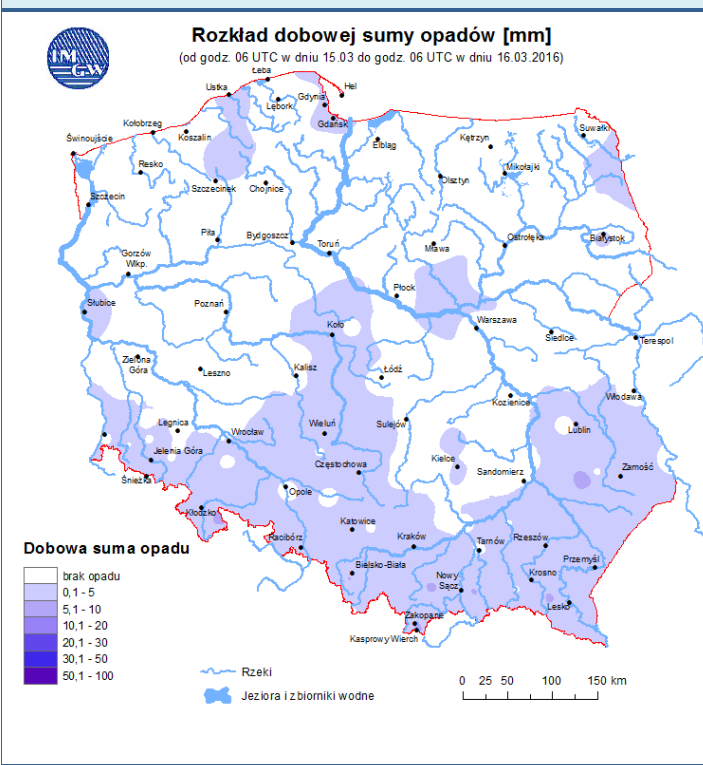 Rozkład dobowej sumy opadów [mm]
(od godz. 06 UTC w dniu 15.03 do godz. 06 UTC w dniu 16.03.2016)
IM
GW
Łeba
Ustka
Hel
Gdynia
Lębork
Gdańsk
Kołobrzeg
Koszalin
Suwałki
Świnoujście
Elbląg
Kętrzyn
Resko
Mikołajki
Olsztyn
Szczecin
Szczecinek
Chojnice
Piła
Bydgoszcz
Toruń
Mława
Ostrołęka
Białystok
Gorzów
Wlkp.
Płock
Słubice
Poznań
Koło
Warszawa
Siedlce
Terespol
Zielona
Góra
Leszno
Kalisz
Łódź
Kozienice
Włodawa
Legnica
Wrocław
Wieluń
Sulejów
Lublin
Jelenia Góra
Częstochowa
Kielce
Sandomierz
Zamość
Śnieżka
Opole
Kłodzko
Katowice
Racibórz
Kraków
Tarnów
Rzeszów
Przemyśl
Bielsko-Biała
Nowy
Sącz
Krosno
Lesko
Zakopane
Kasprowy Wierch
Dobowa suma opadu
brak opadu
0,1 - 5
5,1 - 10
10,1 - 20
20,1 - 30
30,1 - 50
50,1 - 100
Rzeki
Jeziora i zbiorniki wodne
0 25 50 100 150 km